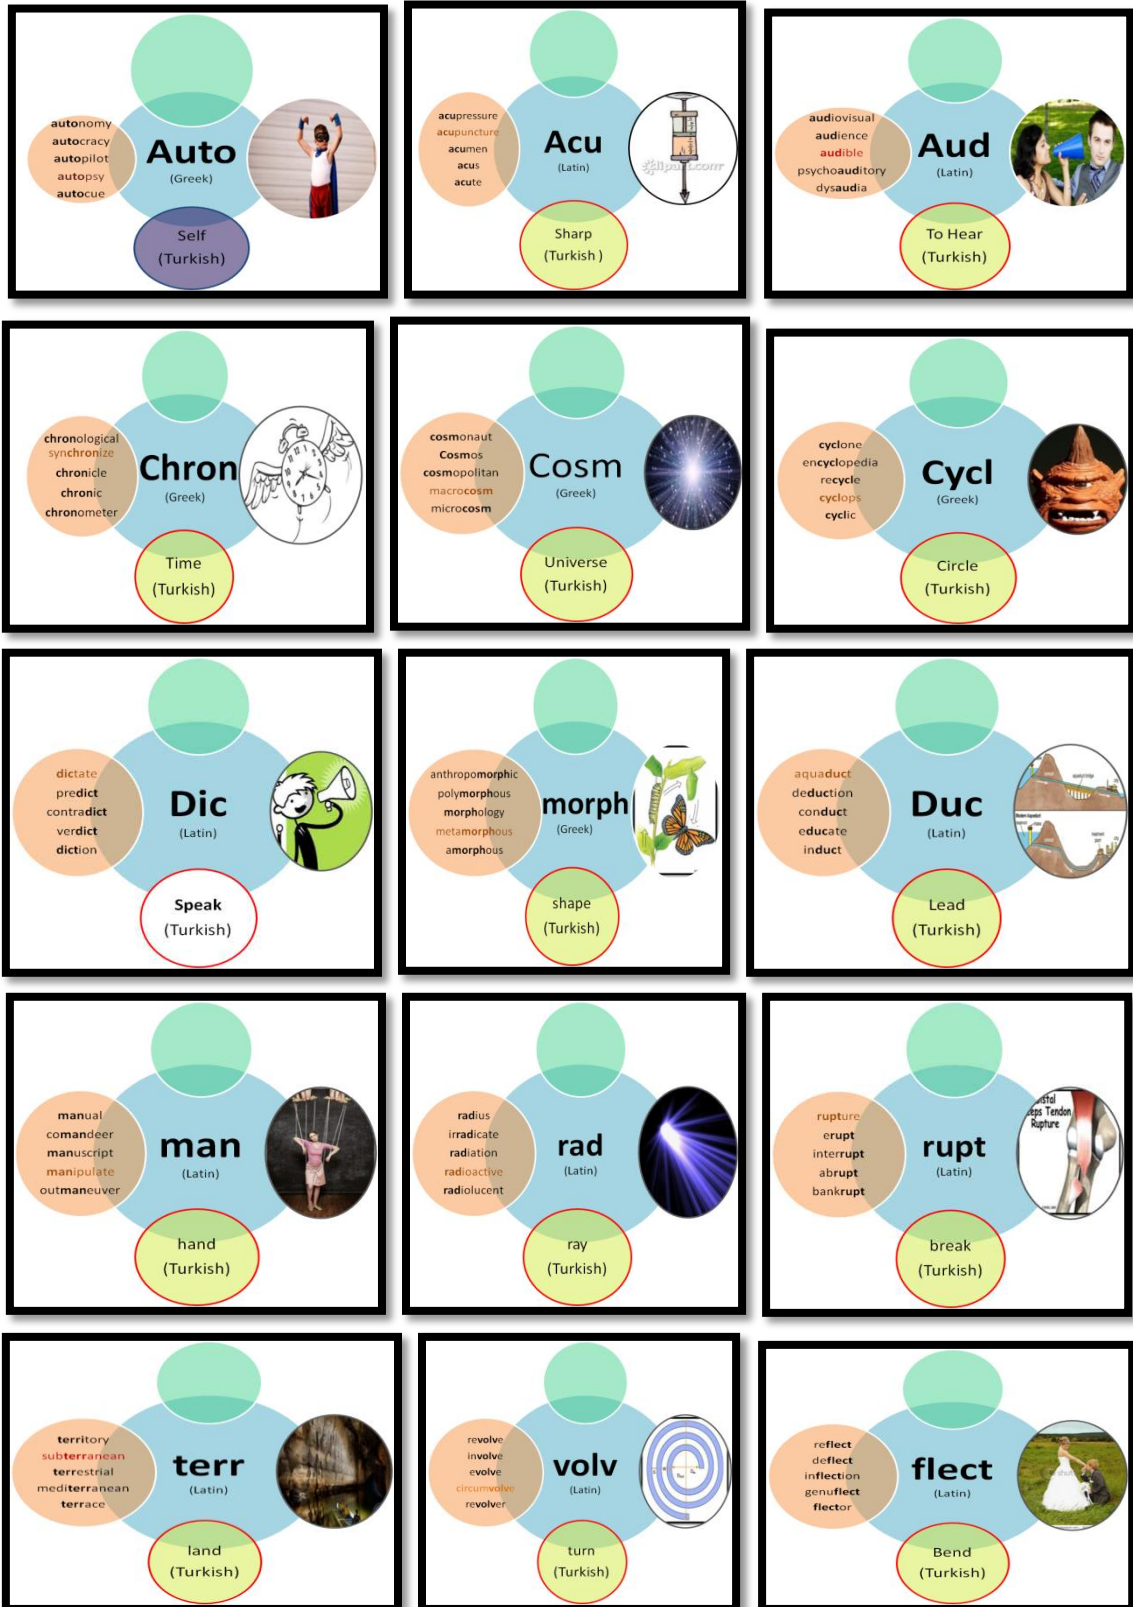 autonomy
autocracy
autopilot
autopsy
autocue
Auto
(Greek)
Self
(Turkish)
acupressure
acupuncture
acumen
acus
acute
Acu
(Latin)
clipart.com
Sharp
(Turkish )
audiovisual
audience
audible
psychoauditory
dysaudia
Aud
(Latin)
To Hear
(Turkish)
chronological
synchronize
chronicle
chronic
chronometer
Chron
(Greek)
Time
(Turkish)
cosmonaut
Cosmos
cosmopolitan
macrocosm
microcosm
Cosm
(Greek)
Universe
(Turkish)
cyclone
encyclopedia
recycle
cyclops
cyclic
Cycl
(Greek)
Circle
(Turkish)
dictate
predict
contradict
verdict
diction
Dic
(Latin)
Speak
(Turkish)
anthropomorphic
polymorphous
morphology
metamorphous
amorphous
morph
(Greek)
shape
(Turkish)
aquaduct
deduction
conduct
educate
induct
Duc
(Latin)
Lead
(Turkish)
manual
comandeer
manuscript
manipulate
outmaneuver
man
(Latin)
hand
(Turkish)
radius
irradicate
radiation
radioactive
radiolucent
rad
(Latin)
ray
(Turkish)
rupture
erupt
interrupt
abrupt
bankrupt
rupt
(Latin)
Tendon
Rupture
break
(Turkish)
territory
subterranean
terrestrial
mediterranean
terrace
terr
(Latin)
land
(Turkish)
revolve
involve
evolve
circumvolve
revolver
volv
(Latin)
turn
(Turkish)
reflect
deflect
inflection
genuflect
flector
flect
(Latin)
Bend
(Turkish)